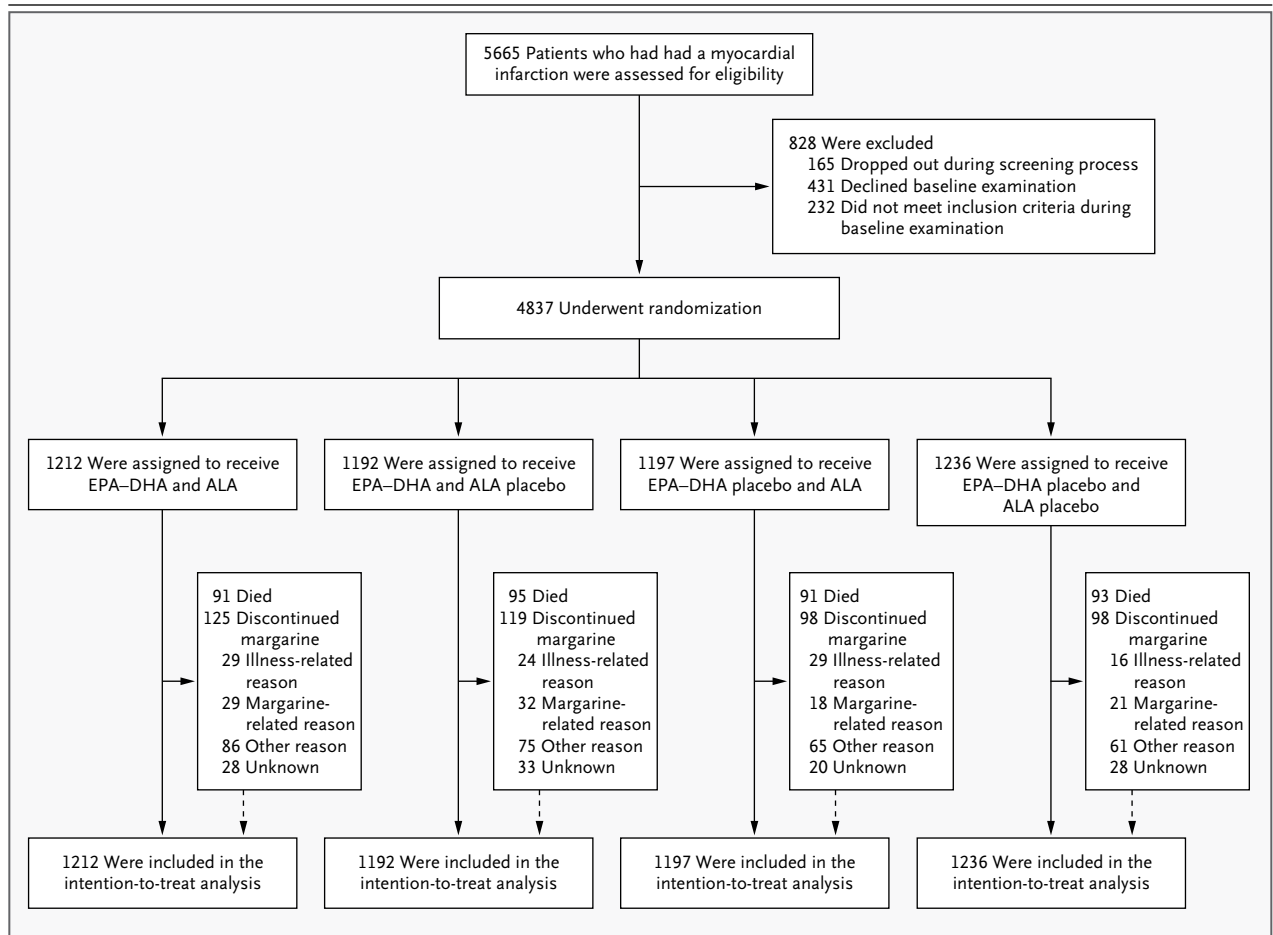 5665 Patients who had had a myocardial
infarction were assessed for eligibility
828 Were excluded
165 Dropped out during screening process
431 Declined baseline examination
232 Did not meet inclusion criteria during
baseline examination
4837 Underwent randomization
1212 Were assigned to receive
EPA–DHA and ALA
1192 Were assigned to receive
EPA–DHA and ALA placebo
1197 Were assigned to receive
EPA–DHA placebo and ALA
1236 Were assigned to receive
EPA–DHA placebo and
ALA placebo
91 Died
125 Discontinued
margarine
29 Illness-related
reason
29 Margarine-
related reason
86 Other reason
28 Unknown
95 Died
119 Discontinued
margarine
24 Illness-related
reason
32 Margarine-
related reason
75 Other reason
33 Unknown
91 Died
98 Discontinued
margarine
29 Illness-related
reason
18 Margarine-
related reason
65 Other reason
20 Unknown
93 Died
98 Discontinued
margarine
16 Illness-related
reason
21 Margarine-
related reason
61 Other reason
28 Unknown
1212 Were included in the
intention-to-treat analysis
1192 Were included in the
intention-to-treat analysis
1197 Were included in the
intention-to-treat analysis
1236 Were included in the
intention-to-treat analysis